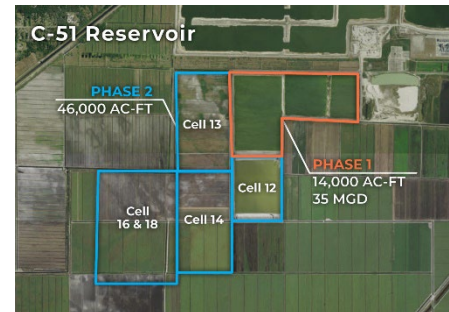 C-51 Reservoir
PHASE 2
46,000 AC-FT
Cell 13
PHASE 1
14,000 AC-FT
35 MGD
Cell 12
Cell
16 & 18
Cell 14